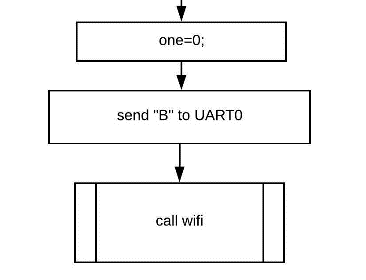 one=0;
send "B" to UART0
call wifi